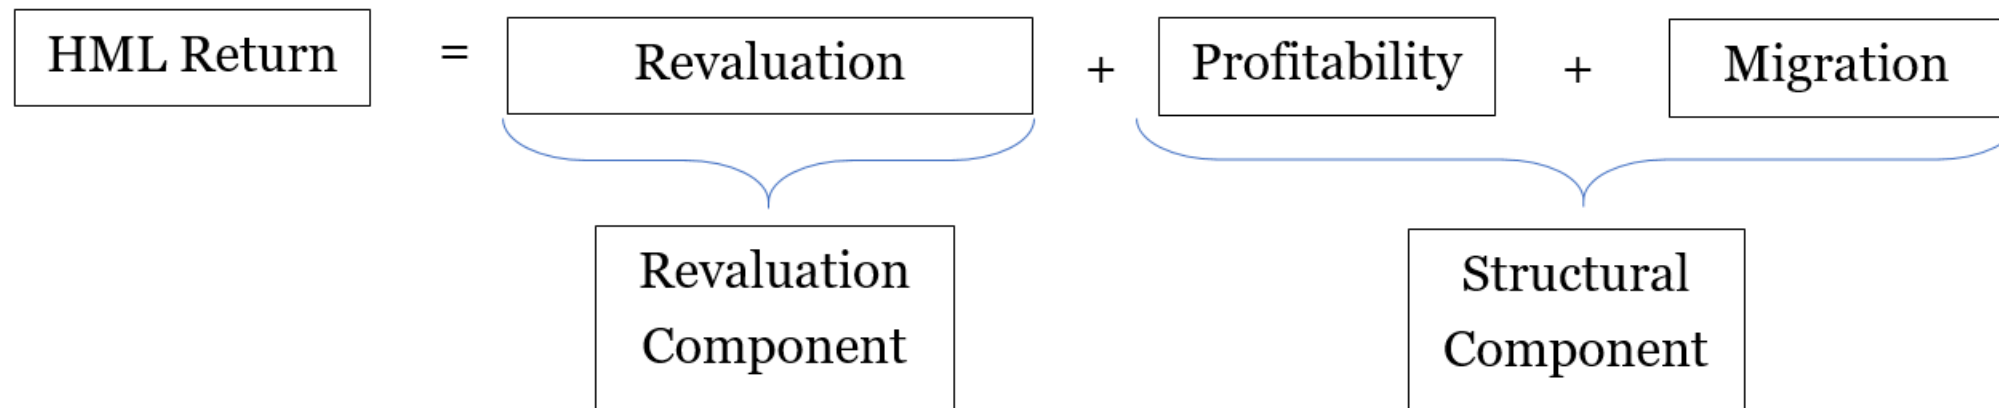 HML Return = Revaluation + Profitability + Migration
Revaluation
Component
Structural
Component